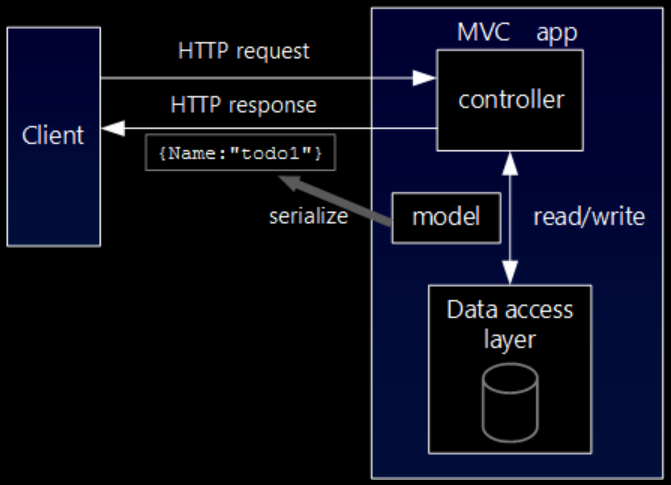 MVC app
HTTP request
controller
HTTP response
Client
{Name:"todo1"}
serialize
model
read/write
Data access
layer